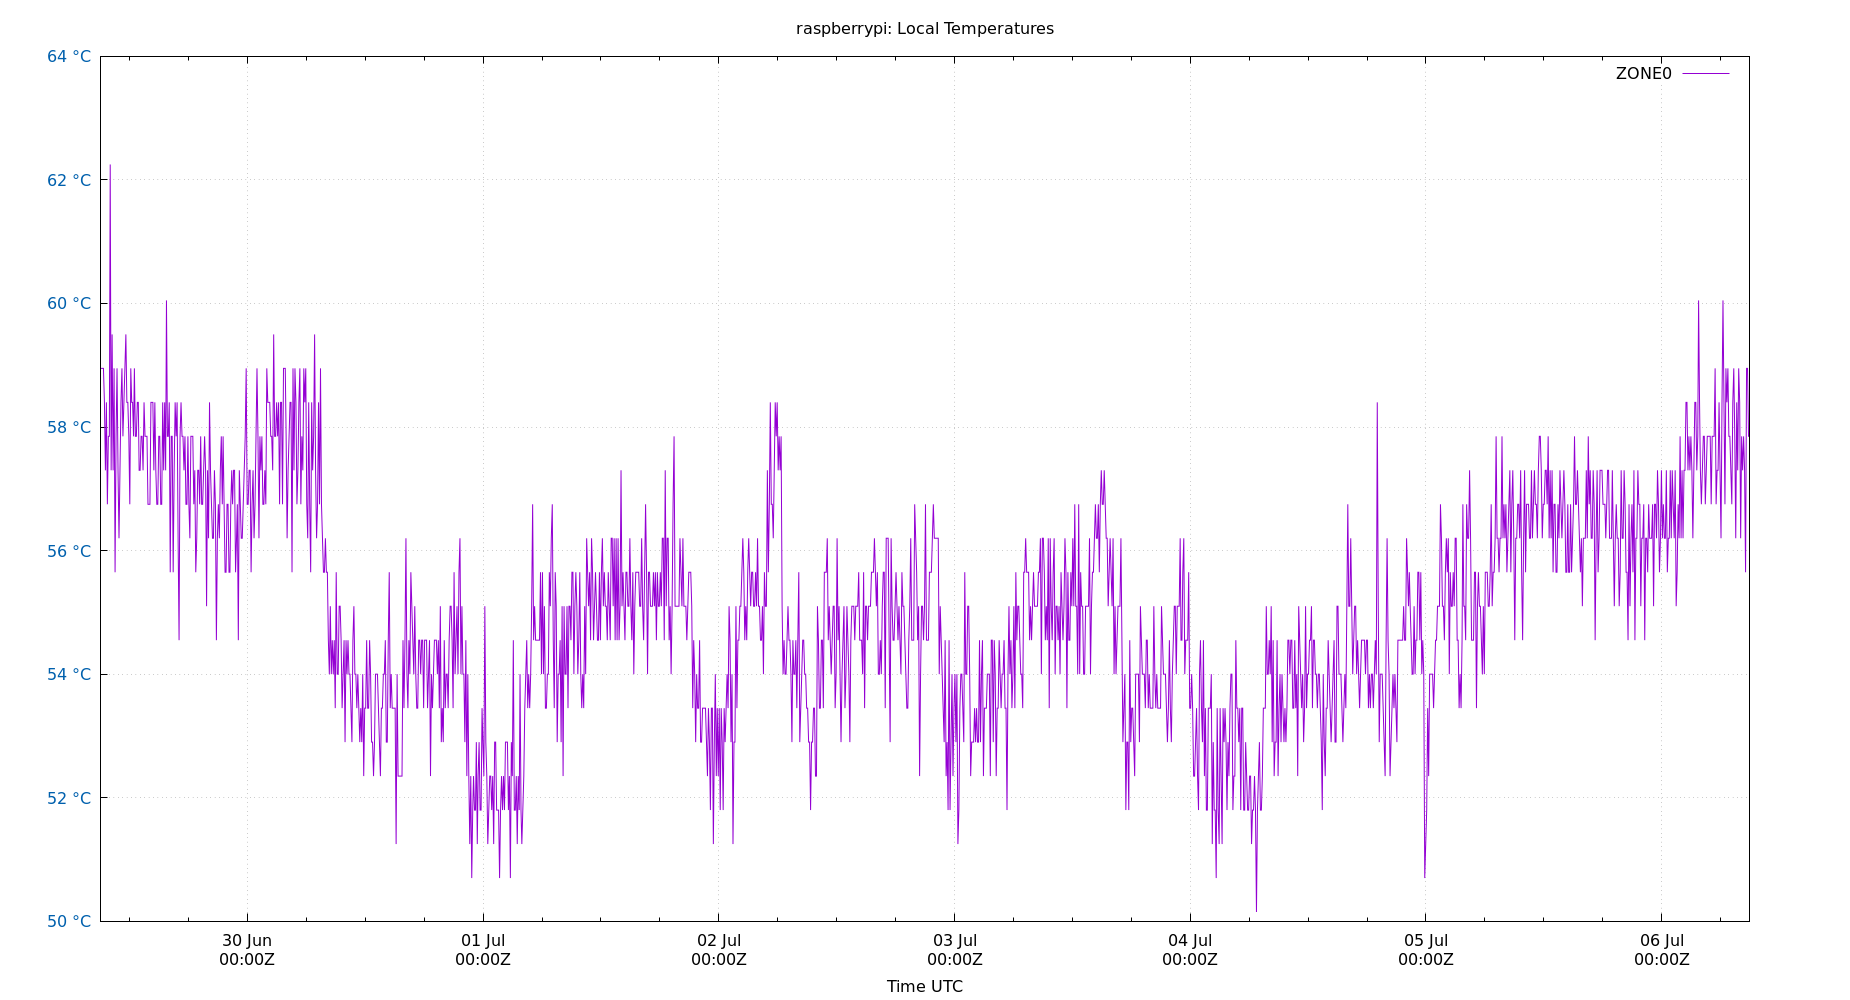 raspberrypi: Local Temperatures
64 °C
ZONE0
62 °C
60 °C
58 °C
56 °C
54 °C
52 °C
50 °C
30 Jun 01 Jul 02 Jul 03 Jul 04 Jul 05 Jul 06 Jul
00:00Z 00:00Z 00:00Z 00:00Z 00:00Z 00:00Z 00:00Z
Time UTC